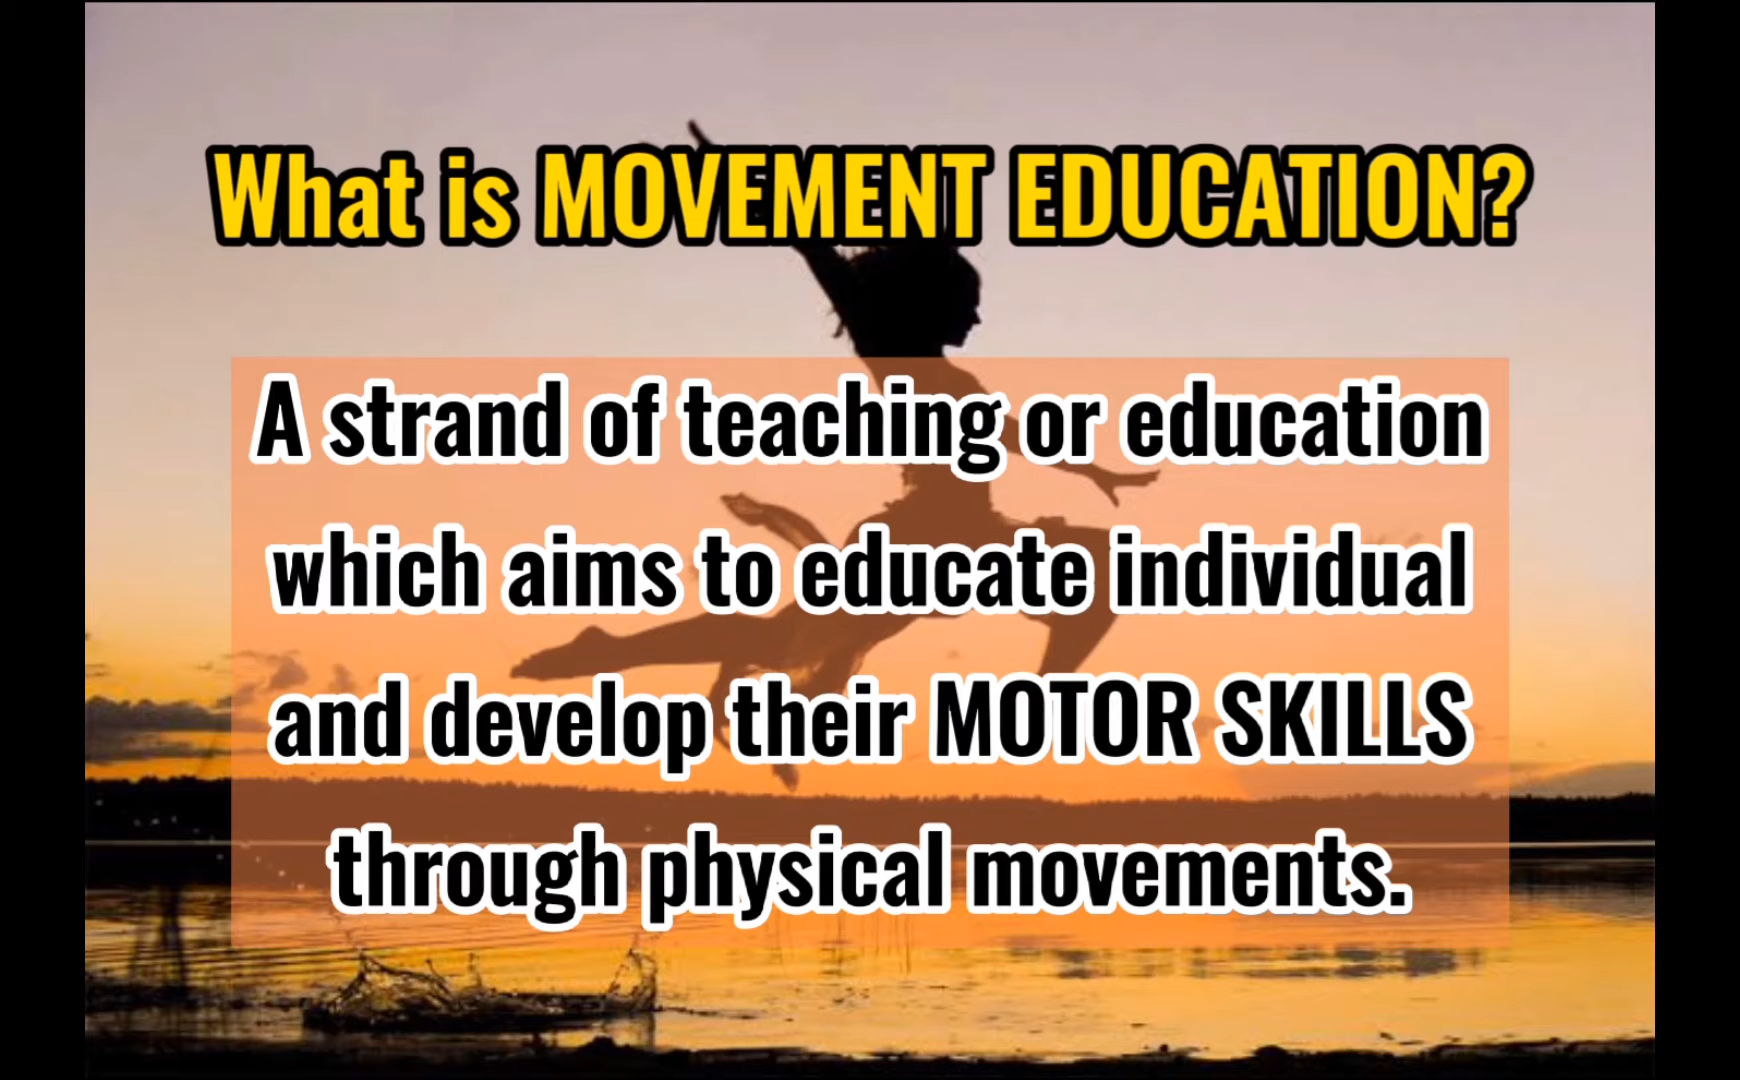 What is MOVEMENT EDUCATION?
A strand of teaching or education
which aims to educate individual
and develop their MOTOR SKILLS
through physical movements.